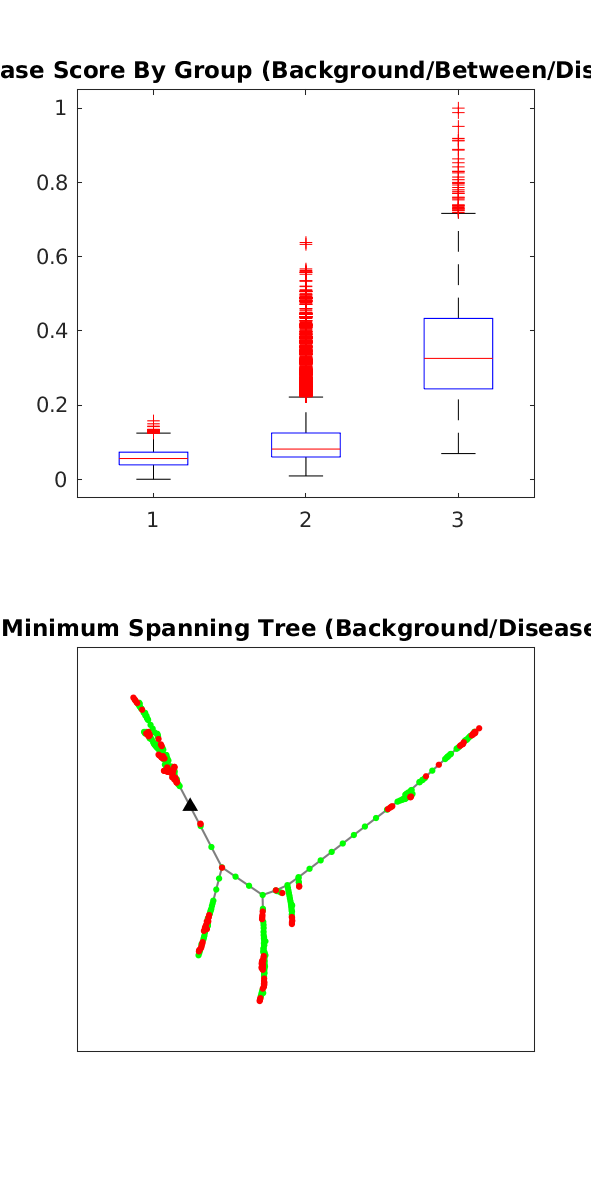 ase Score By Group (Background/Between/Dis
1
0.8
0.6
0.4
0.2
0
1 2 3
Minimum Spanning Tree (Background/Disease